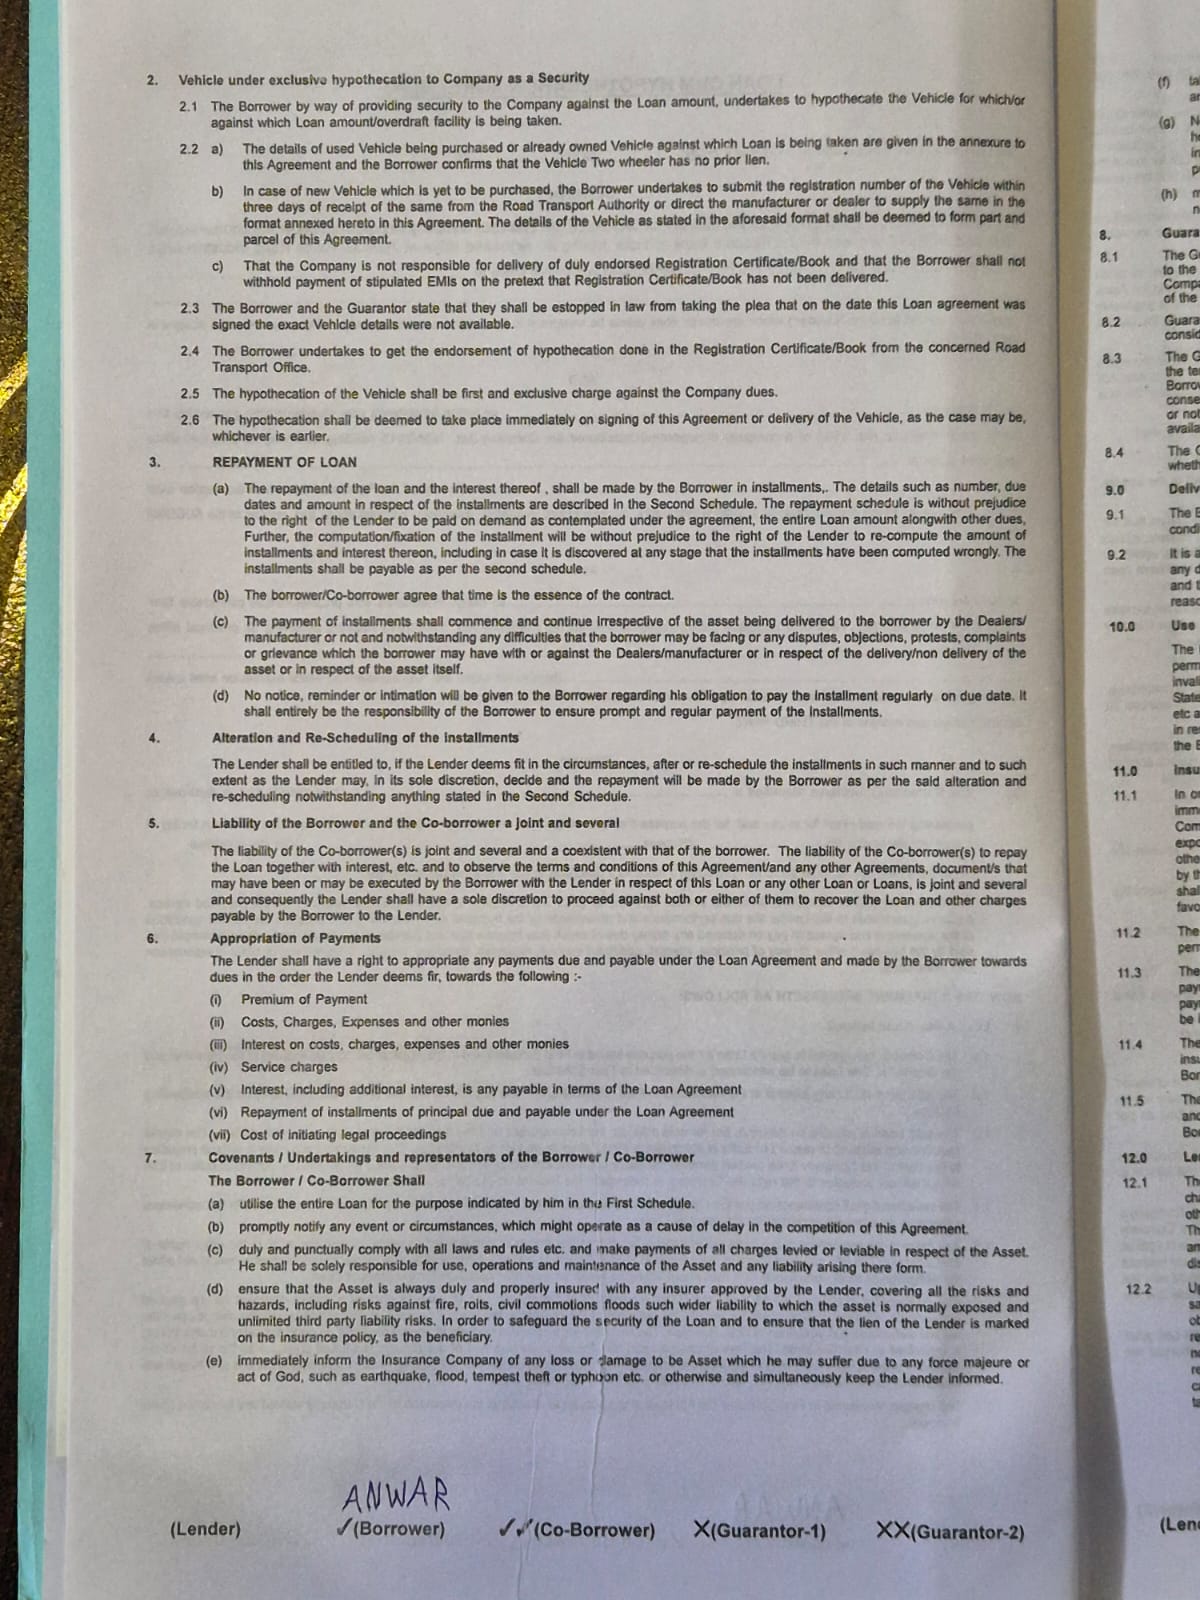 2. Vehicle under exclusive hypothecation to Company as a Security
2.1 The Borrower by way of providing security to the Company against the Loan amount, undertakes to hypothecate the Vehicle for which/or
against which Loan amount/overdraft facility is being taken.
2.2 a) The details of used Vehicle being purchased or already owned Vehicle against which Loan is being taken are given in the annexure to
this Agreement and the Borrower confirms that the Vehicle Two wheeler has no prior lien.
b) In case of new Vehicle which is yet to be purchased, the Borrower undertakes to submit the registration number of the Vehicle within
three days of receipt of the same from the Road Transport Authority or direct the manufacturer or dealer to supply the same in the
format annexed hereto in this Agreement. The details of the Vehicle as stated in the aforesaid format shall be deemed to form part and
parcel of this Agreement.
c) That the Company is not responsible for delivery of duly endorsed Registration Certificate/Book and that the Borrower shall not
withhold payment of stipulated EMIs on the pretext that Registration Certificate/Book has not been delivered.
2.3 The Borrower and the Guarantor state that they shall be estopped in law from taking the plea that on the date this Loan agreement was
signed the exact Vehicle details were not available.
2.4 The Borrower undertakes to get the endorsement of hypothecation done in the Registration Certificate/Book from the concerned Road
Transport Office.
2.5 The hypothecation of the Vehicle shall be first and exclusive charge against the Company dues.
2.6 The hypothecation shall be deemed to take place immediately on signing of this Agreement or delivery of the Vehicle, as the case may be,
whichever is earlier.
3. REPAYMENT OF LOAN
(a) The repayment of the loan and the interest thereof , shall be made by the Borrower in installments,. The details such as number, due
dates and amount in respect of the installments are described in the Second Schedule. The repayment schedule is without prejudice
to the right of the Lender to be paid on demand as contemplated under the agreement, the entire Loan amount alongwith other dues,
Further, the computation/fixation of the installment will be without prejudice to the right of the Lender to re-compute the amount of
installments and interest thereon, including in case it is discovered at any stage that the installments have been computed wrongly. The
installments shall be payable as per the second schedule.
(b) The borrower/Co-borrower agree that time is the essence of the contract.
(c) The payment of installments shall commence and continue irrespective of the asset being delivered to the borrower by the Dealers/
manufacturer or not and notwithstanding any difficulties that the borrower may be facing or any disputes, objections, protests, complaints
or grievance which the borrower may have with or against the Dealers/manufacturer or in respect of the delivery/non delivery of the
asset or in respect of the asset itself.
(d) No notice, reminder or intimation will be given to the Borrower regarding his obligation to pay the installment regularly on due date. It
shall entirely be the responsibility of the Borrower to ensure prompt and regular payment of the installments.
4. Alteration and Re-Scheduling of the installments
The Lender shall be entitled to, if the Lender deems fit in the circumstances, after or re-schedule the installments in such manner and to such
extent as the Lender may, in its sole discretion, decide and the repayment will be made by the Borrower as per the said alteration and
re-scheduling notwithstanding anything stated in the Second Schedule.
5. Liability of the Borrower and the Co-borrower a joint and several
The liability of the Co-borrower(s) is joint and several and a coexistent with that of the borrower. The liability of the Co-borrower(s) to repay
the Loan together with interest, etc. and to observe the terms and conditions of this Agreement/and any other Agreements, document/s that
may have been or may be executed by the Borrower with the Lender in respect of this Loan or any other Loan or Loans, is joint and several
and consequently the Lender shall have a sole discretion to proceed against both or either of them to recover the Loan and other charges
payable by the Borrower to the Lender.
6. Appropriation of Payments
The Lender shall have a right to appropriate any payments due and payable under the Loan Agreement and made by the Borrower towards
dues in the order the Lender deems fir, towards the following :-
(i) Premium of Payment
(ii) Costs, Charges, Expenses and other monies
(iii) Interest on costs, charges, expenses and other monies
(iv) Service charges
(v) Interest, including additional interest, is any payable in terms of the Loan Agreement
(vi) Repayment of installments of principal due and payable under the Loan Agreement
(vii) Cost of initiating legal proceedings
7. Covenants / Undertakings and representators of the Borrower / Co-Borrower
The Borrower / Co-Borrower Shall
(a) utilise the entire Loan for the purpose indicated by him in the First Schedule.
(b) promptly notify any event or circumstances, which might operate as a cause of delay in the competition of this Agreement.
(c) duly and punctually comply with all laws and rules etc. and make payments of all charges levied or leviable in respect of the Asset.
He shall be solely responsible for use, operations and maintenance of the Asset and any liability arising there form.
(d) ensure that the Asset is always duly and properly insured with any insurer approved by the Lender, covering all the risks and
hazards, including risks against fire, roits, civil commotions floods such wider liability to which the asset is normally exposed and
unlimited third party liability risks. In order to safeguard the security of the Loan and to ensure that the lien of the Lender is marked
on the insurance policy, as the beneficiary.
(e) immediately inform the Insurance Company of any loss or damage to be Asset which he may suffer due to any force majeure or
act of God, such as earthquake, flood, tempest theft or typhoon etc. or otherwise and simultaneously keep the Lender informed.
ANWAR
(Lender) ✓(Borrower) ✓✓(Co-Borrower) X(Guarantor-1) XX(Guarantor-2)
(f)
(g)
(h)
8.
8.1 The
to the
of the
8.2
8.3 The
8.4 The
9.0
9.1 The
9.2 It is
any
and
10.0 Use
The
State
etc
the
11.0
11.1 In
by
11.2 The
11.3 The
be
11.4 The
11.5
and
12.0
12.1
12.2